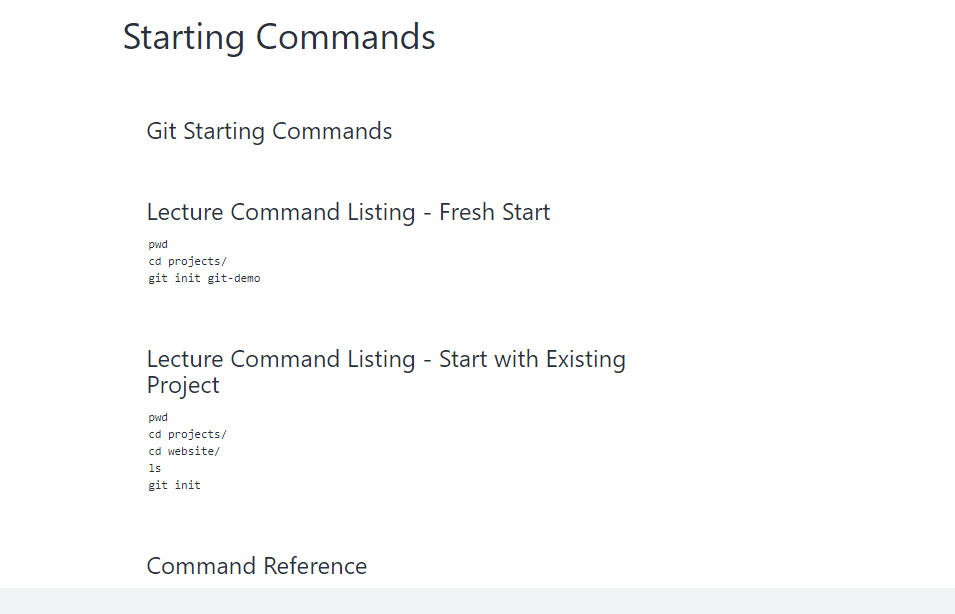 Starting Commands
Git Starting Commands
Lecture Command Listing - Fresh Start
pwd
cd projects/
git init git-demo
Lecture Command Listing - Start with Existing
Project
pwd
cd projects/
cd website/
ls
git init
Command Reference